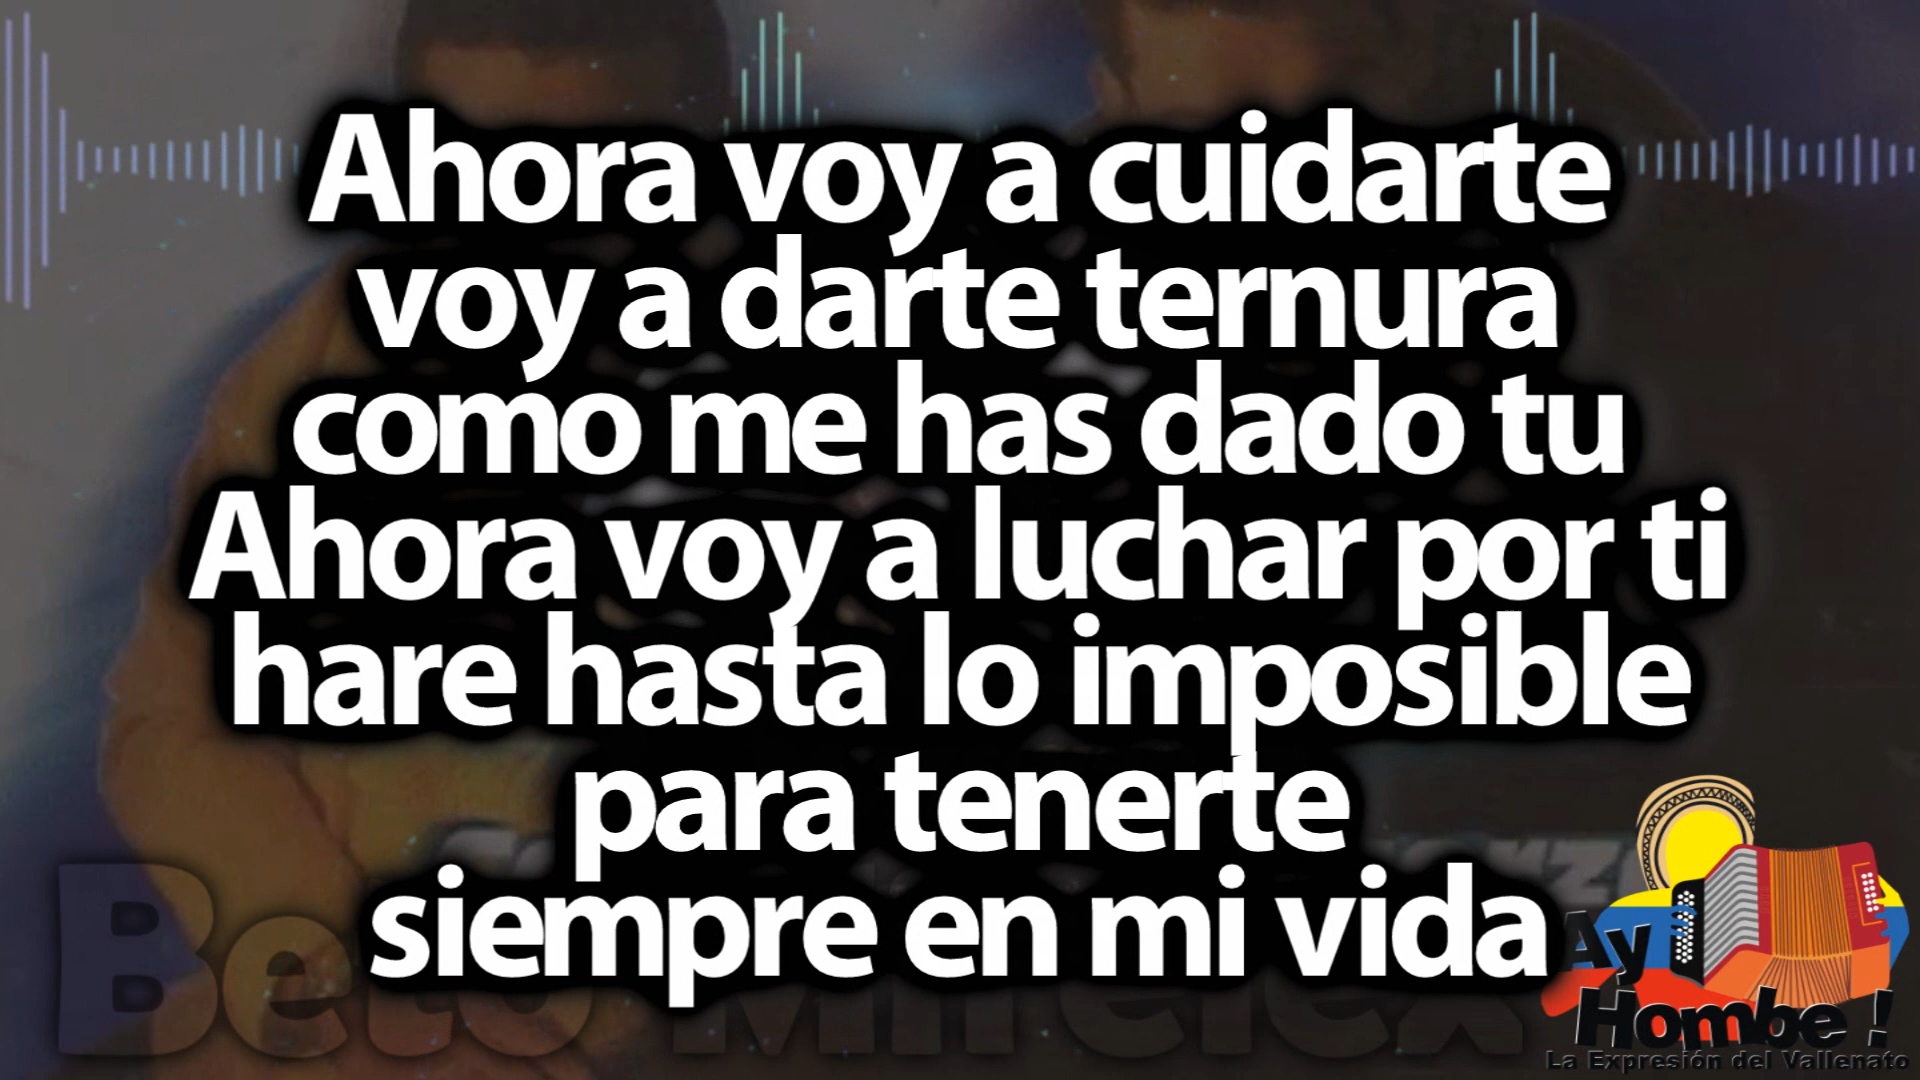 Ahora voy a cuidarte
voy a darte ternura
como me has dado tu
Ahora voy a luchar por ti
hare hasta lo imposible
para tenerte
siempre en mi vida
Beto
Ay
Hombe !
La Expresión del Vallenato